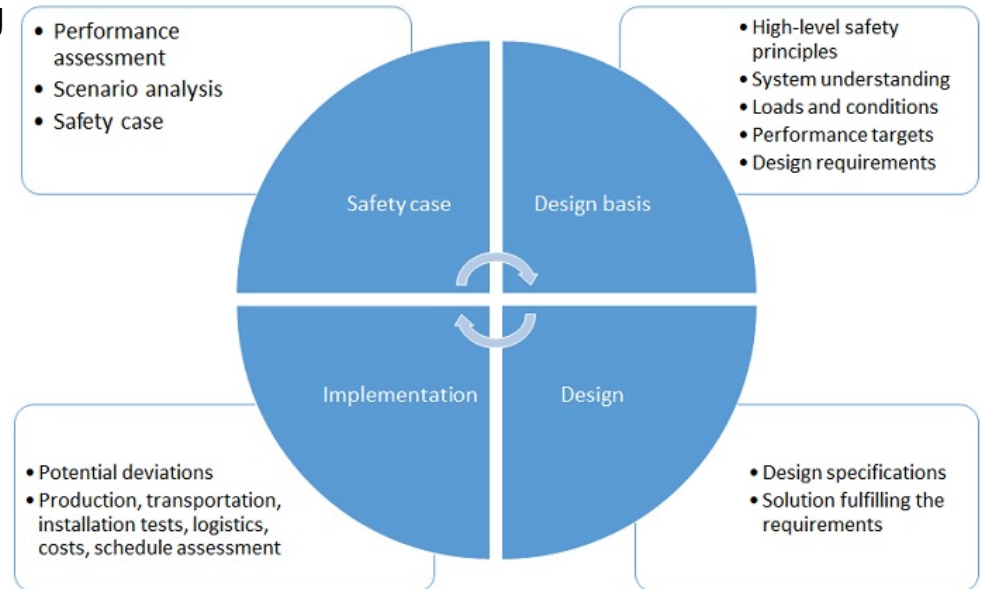 • Performance
assessment
• Scenario analysis
• Safety case
• High-level safety
principles
• System understanding
• Loads and conditions
• Performance targets
• Design requirements
Safety case
Design basis
Implementation
Design
• Potential deviations
• Production, transportation,
installation tests, logistics,
costs, schedule assessment
• Design specifications
• Solution fulfilling the
requirements